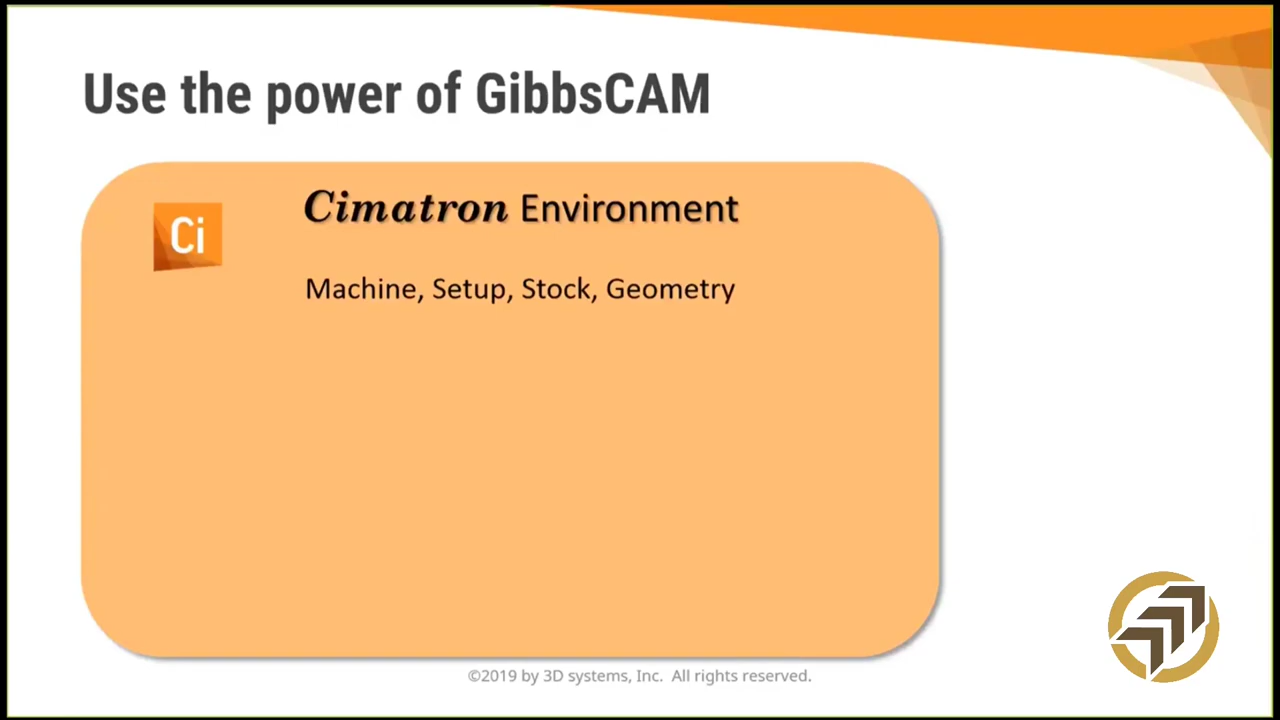 Use the power of GibbsCAM
Ci
Cimatron Environment
Machine, Setup, Stock, Geometry
©2019 by 3D systems, Inc. All rights reserved.